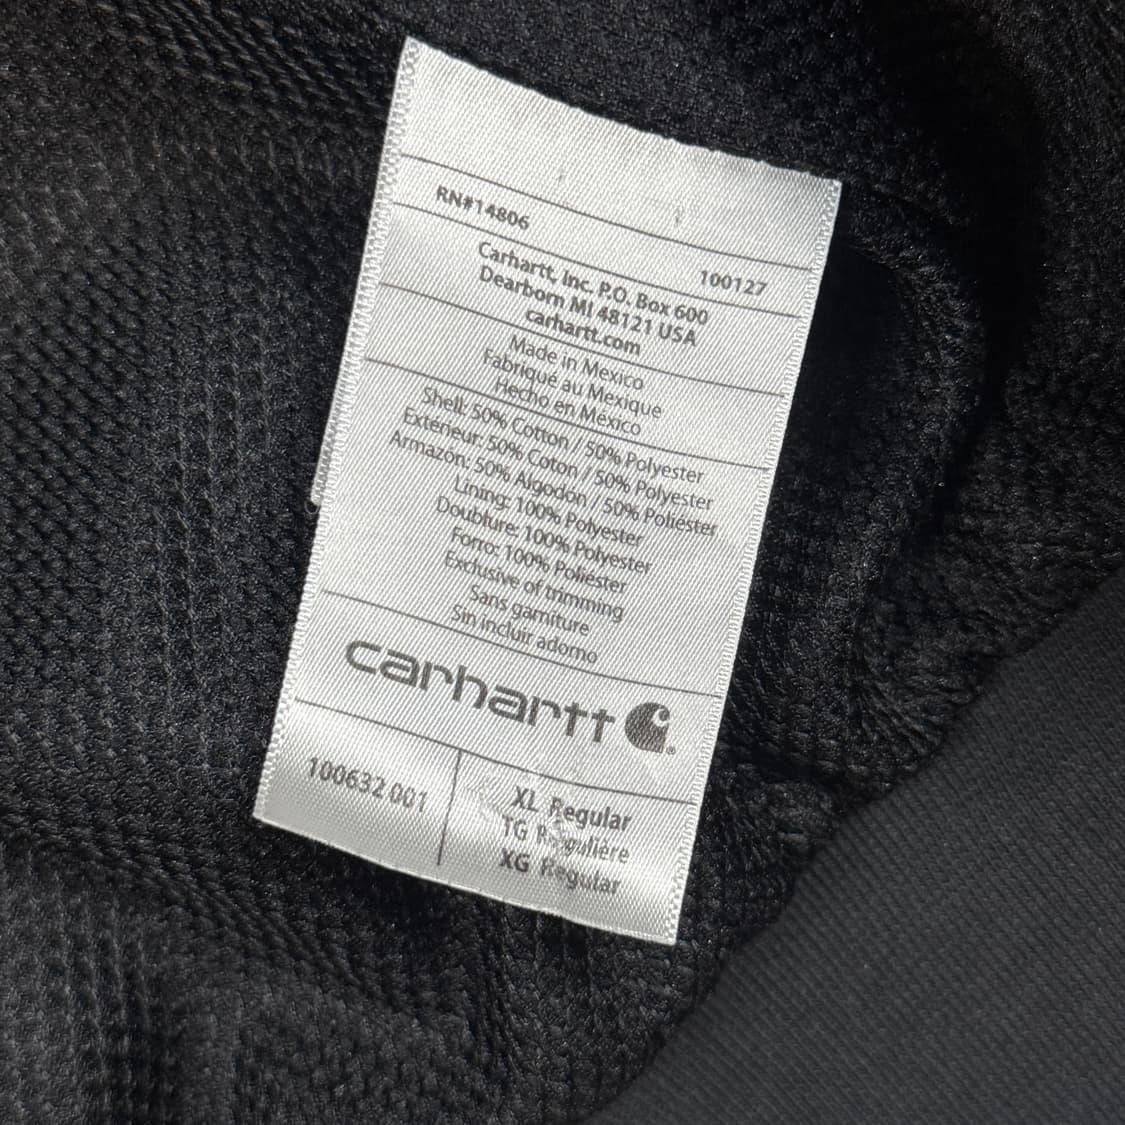 RN#14806
100127
Carhartt, Inc. P.O. Box 600
Dearborn MI 48121 USA
carhartt.com
Made in Mexico
Fabriqué au Mexique
Hecho en México
Shell: 50% Cotton / 50% Polyester
Exterieur: 50% Coton / 50% Polyester
Armazón: 50% Algodon / 50% Poliéster
Lining: 100% Polyester
Doublure: 100% Polyester
Forro: 100% Poliester
Exclusive of trimming
Sans garniture
Sin incluir adorno
carhartt
100632 001
XL Regular
TG Régulière
XG Regular